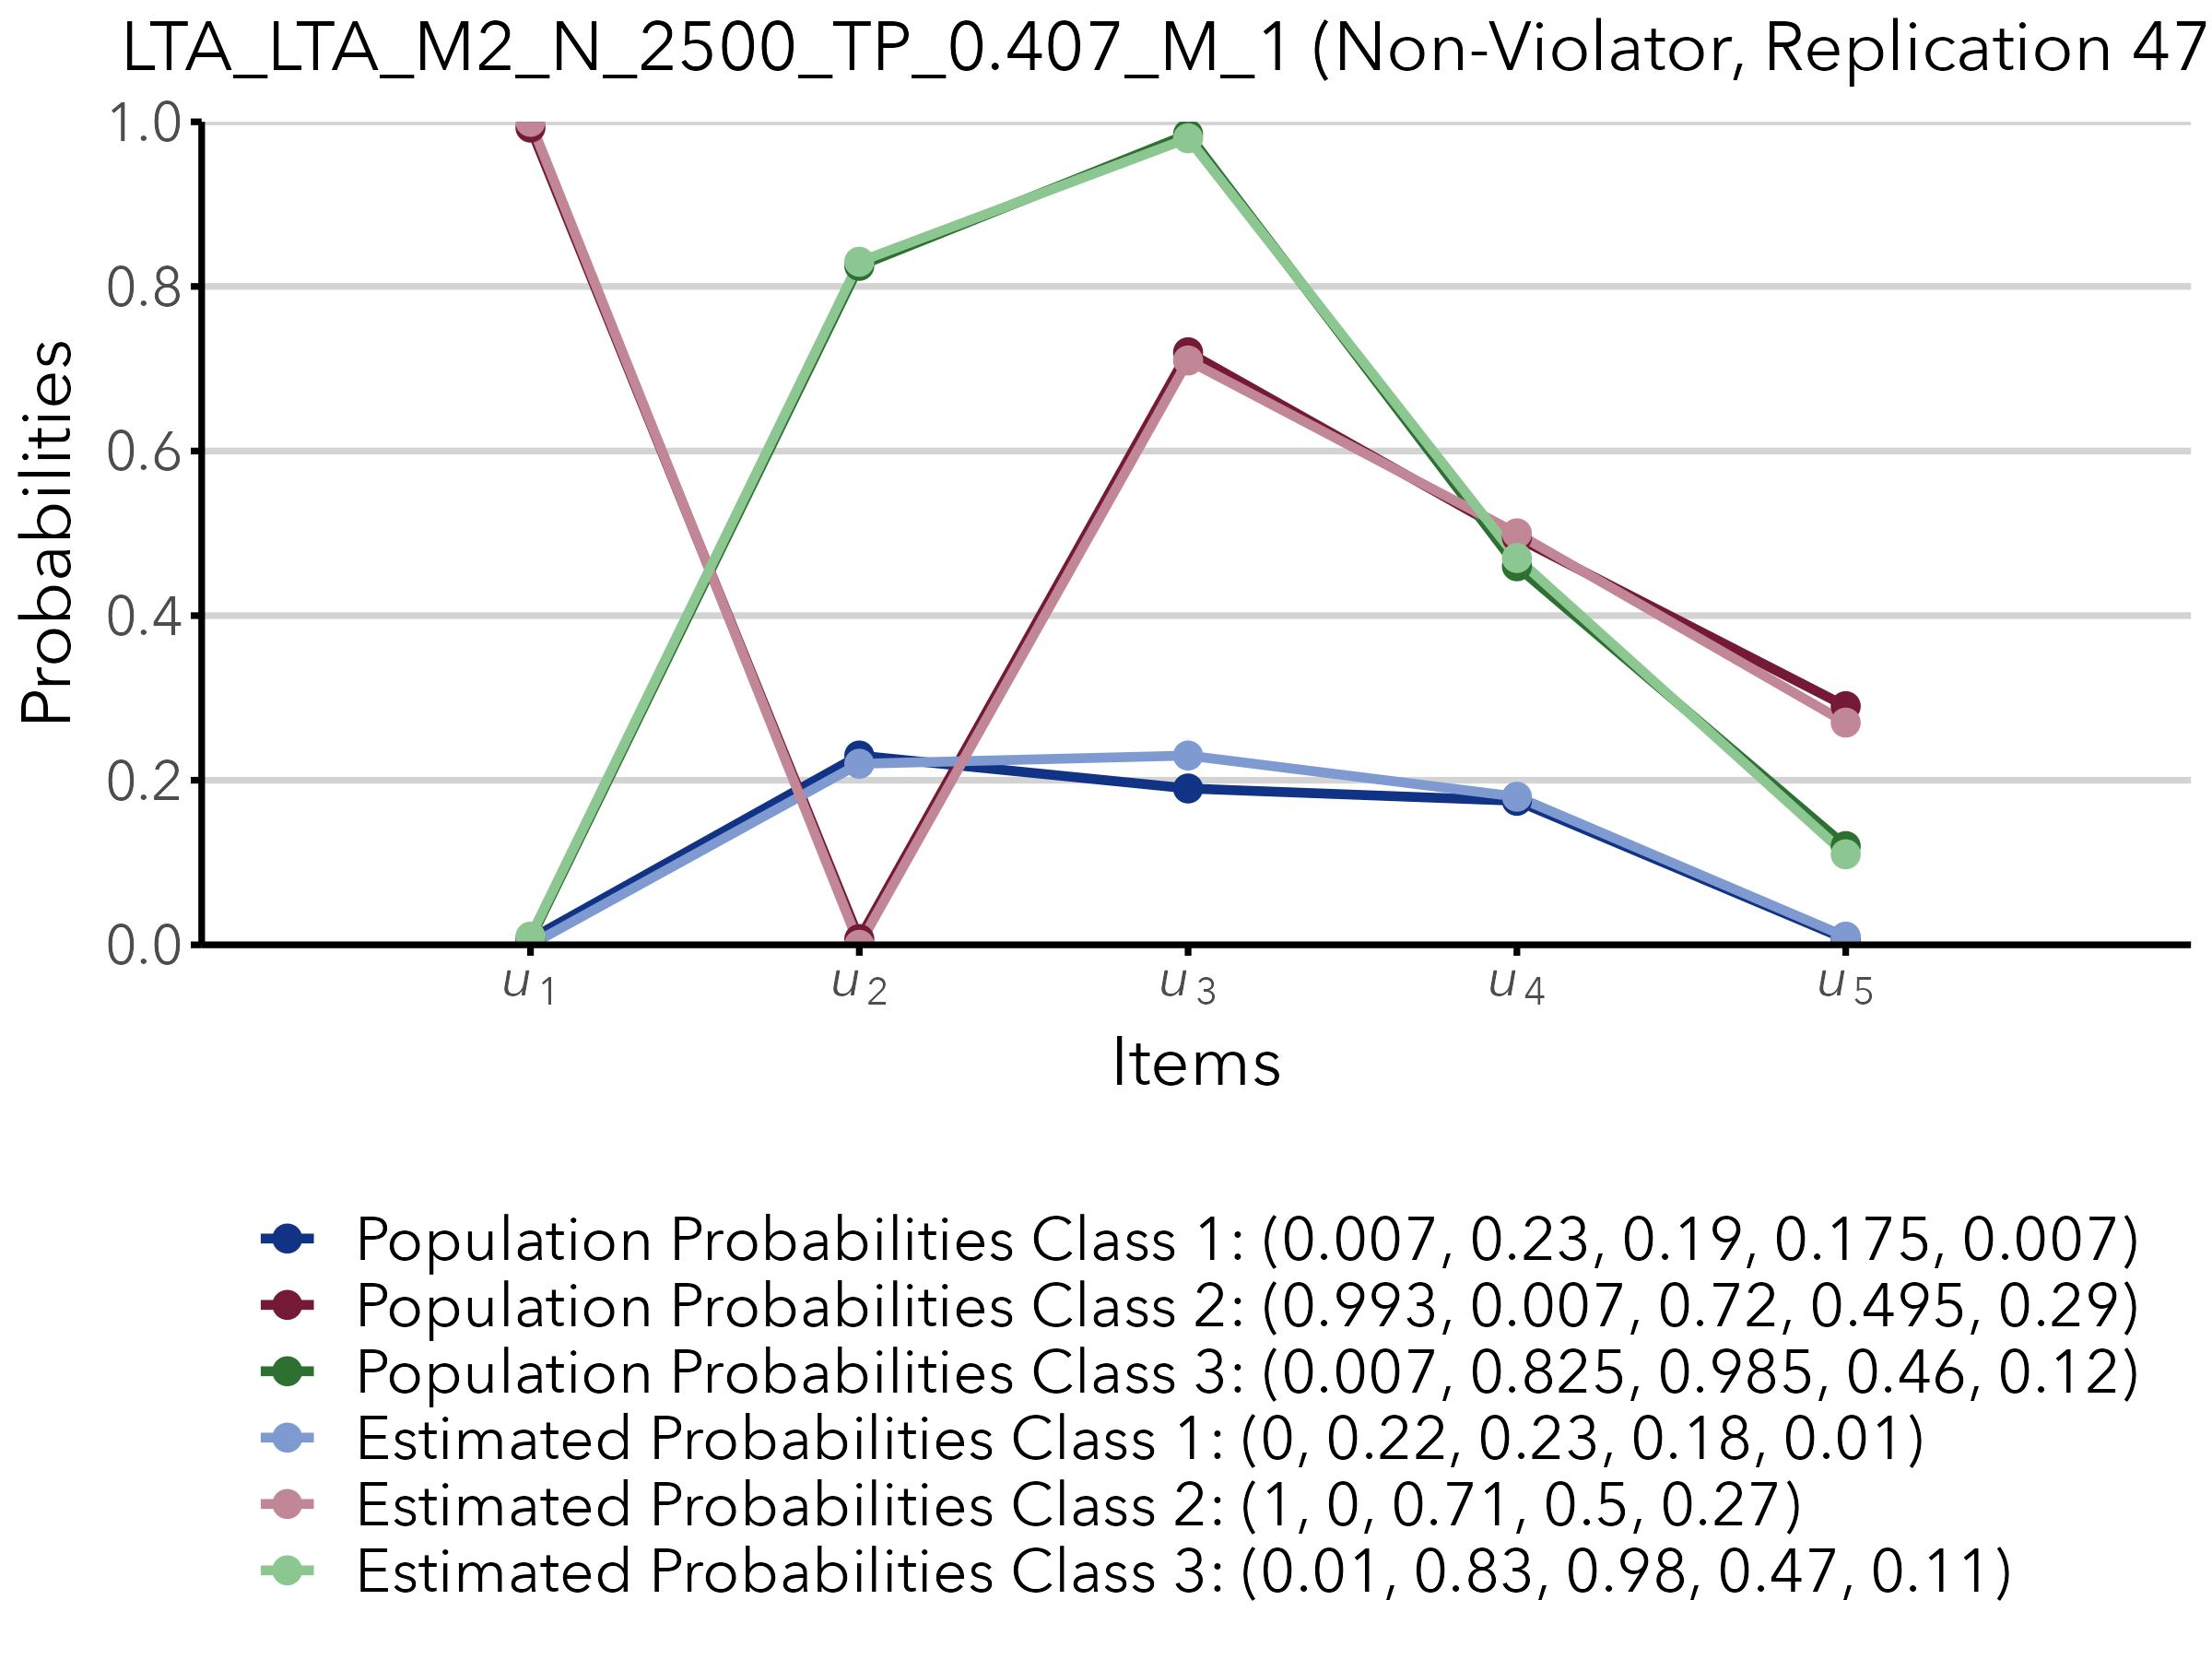 LTA_LTA_M2_N_2500_TP_0.407_M_1 (Non-Violator, Replication 47
1.0
0.8
0.6
0.4
0.2
0.0
Probabilities
u1
u2
u3
u4
u5
Items
Population Probabilities Class 1: (0.007, 0.23, 0.19, 0.175, 0.007)
Population Probabilities Class 2: (0.993, 0.007, 0.72, 0.495, 0.29)
Population Probabilities Class 3: (0.007, 0.825, 0.985, 0.46, 0.12)
Estimated Probabilities Class 1: (0, 0.22, 0.23, 0.18, 0.01)
Estimated Probabilities Class 2: (1, 0, 0.71, 0.5, 0.27)
Estimated Probabilities Class 3: (0.01, 0.83, 0.98, 0.47, 0.11)